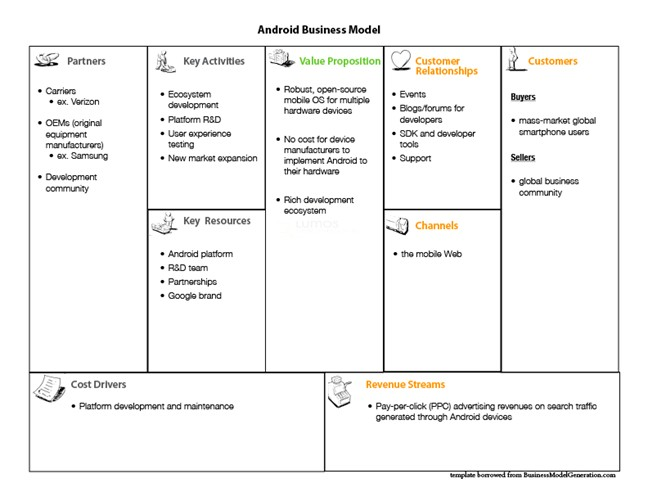 Android Business Model
Partners
• Carriers
• ex. Verizon
• OEMs (original
equipment
manufacturers)
• ex. Samsung
• Development
community
Key Activities
• Ecosystem
development
• Platform R&D
• User experience
testing
• New market expansion
Key Resources
• Android platform
• R&D team
• Partnerships
• Google brand
Value Proposition
• Robust, open-source
mobile OS for multiple
hardware devices
• No cost for device
manufacturers to
implement Android to
their hardware
• Rich development
ecosystem
Customer
Relationships
• Events
• Blogs/forums for
developers
• SDK and developer
tools
• Support
Channels
• the mobile Web
Customers
Buyers
• mass-market global
smartphone users
Sellers
• global business
community
Cost Drivers
• Platform development and maintenance
Revenue Streams
• Pay-per-click (PPC) advertising revenues on search traffic
generated through Android devices
template borrowed from BusinessModelGeneration.com